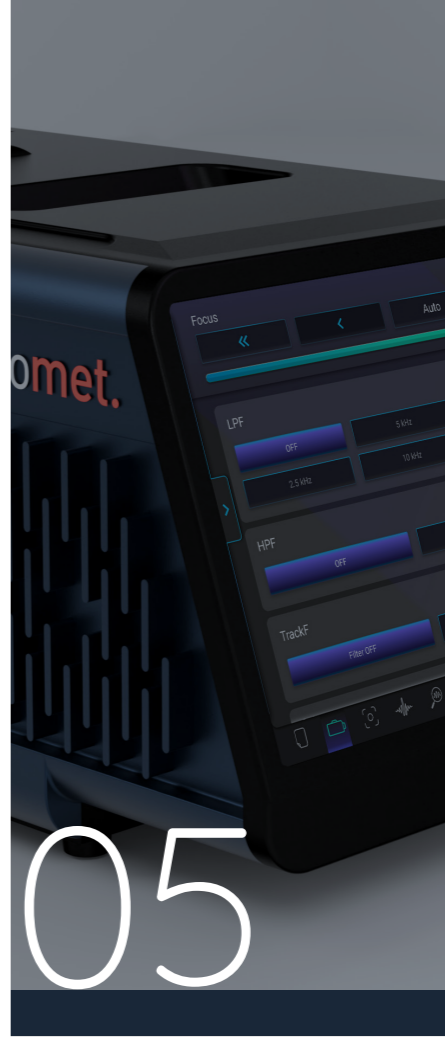 Focus
Auto
omet.
LPF
OFF
5 kHz
2.5 kHz
10 kHz
HPF
OFF
TrackF
Filter OFF
05